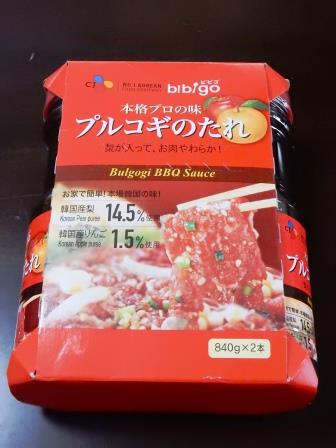 CJ
NO.1 KOREAN
FOOD COMPANY
ビビゴ
bibigo
本格プロの味
プルコギのたれ
梨が入って、お肉やわらか！
Bulgogi BBQ Sauce
お家で簡単！本場韓国の味！
韓国産梨 14.5%使用
Korean Pear puree
韓国産りんご 1.5%使用
Korean Apple puree
840g×2本
のたれ
プルコ
14.5